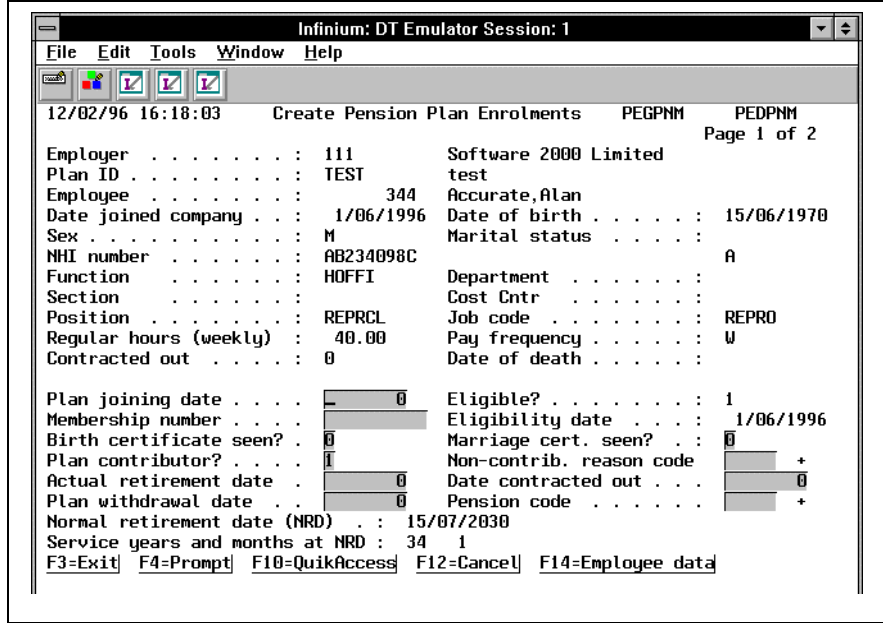 Infinium: DT Emulator Session: 1
File Edit Tools Window Help
12/02/96 16:18:03 Create Pension Plan Enrolments PEGPNM PEDPNM
Page 1 of 2
Employer . . . . . . . : 111 Software 2000 Limited
Plan ID . . . . . . . . : TEST test
Employee . . . . . . . : 344 Accurate,Alan
Date joined company . . : 1/06/1996 Date of birth . . . . . : 15/06/1970
Sex . . . . . . . . . . : M Marital status . . . . :
NHI number . . . . . . : AB234098C A
Function . . . . . . : HOFFI Department . . . . . . :
Section . . . . . . : Cost Cntr . . . . . . :
Position . . . . . . . : REPRCL Job code . . . . . . . : REPRO
Regular hours (weekly) : 40.00 Pay frequency . . . . . : W
Contracted out . . . . : 0 Date of death . . . . . :
Plan joining date . . . . _ 0 Eligible? . . . . . . . : 1
Membership number . . . . Eligibility date . . . : 1/06/1996
Birth certificate seen? . 0 Marriage cert. seen? . : 0
Plan contributor? . . . . 1 Non-contrib. reason code +
Actual retirement date . 0 Date contracted out . . . 0
Plan withdrawal date . . 0 Pension code . . . . . . +
Normal retirement date (NRD) . : 15/07/2030
Service years and months at NRD : 34 1
F3=Exit F4=Prompt F10=QuikAccess F12=Cancel F14=Employee data